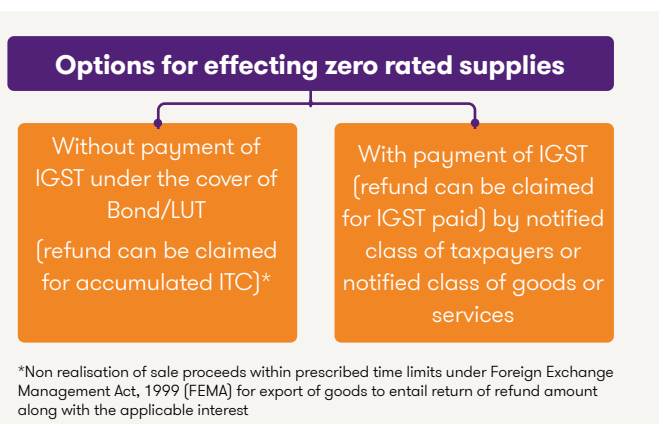 Options for effecting zero rated supplies
Without payment of
IGST under the cover of
Bond/LUT
(refund can be claimed
for accumulated ITC)*
With payment of IGST
(refund can be claimed
for IGST paid) by notified
class of taxpayers or
notified class of goods or
services
*Non realisation of sale proceeds within prescribed time limits under Foreign Exchange
Management Act, 1999 (FEMA) for export of goods to entail return of refund amount
along with the applicable interest